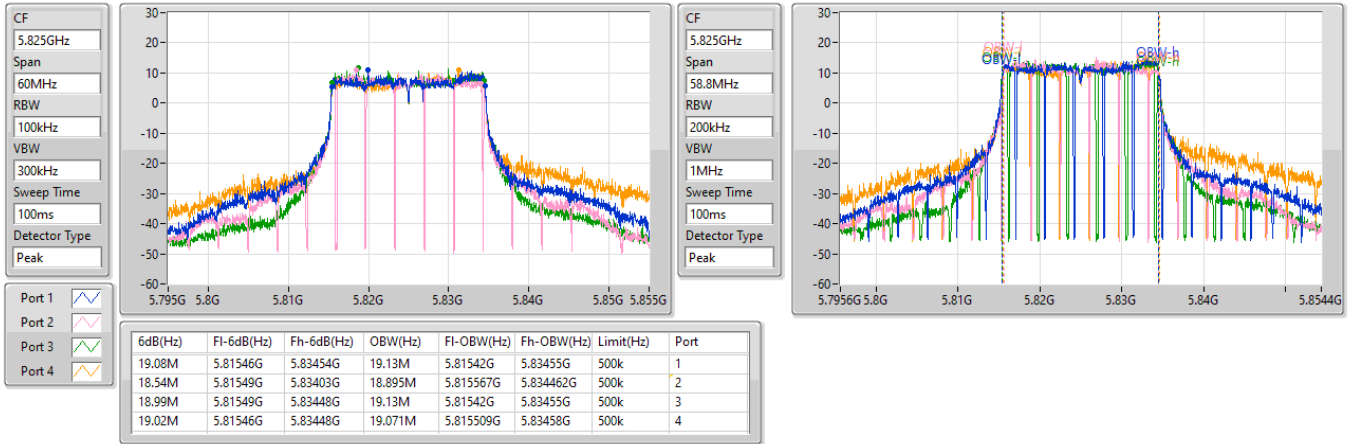 CF
5.825GHz
Span
60MHz
RBW
100kHz
VBW
300kHz
Sweep Time
100ms
Detector Type
Peak
30
20
10
0
-10
-20
-30
-40
-50
-60
5.795G 5.8G 5.81G 5.82G 5.83G 5.84G 5.85G 5.855G
CF
5.825GHz
Span
58.8MHz
RBW
200kHz
VBW
1MHz
Sweep Time
100ms
Detector Type
Peak
30
20
10
0
-10
-20
-30
-40
-50
-60
OBW-l OBW-h
5.7956G 5.8G 5.81G 5.82G 5.83G 5.84G 5.8544G
Port 1
Port 2
Port 3
Port 4
6dB(Hz) Fl-6dB(Hz) Fh-6dB(Hz) OBW(Hz) Fl-OBW(Hz) Fh-OBW(Hz) Limit(Hz) Port
19.08M 5.81546G 5.83454G 19.13M 5.81542G 5.83455G 500k 1
18.54M 5.81549G 5.83403G 18.895M 5.815567G 5.834462G 500k 2
18.99M 5.81549G 5.83448G 19.13M 5.81542G 5.83455G 500k 3
19.02M 5.81546G 5.83448G 19.071M 5.815509G 5.83458G 500k 4